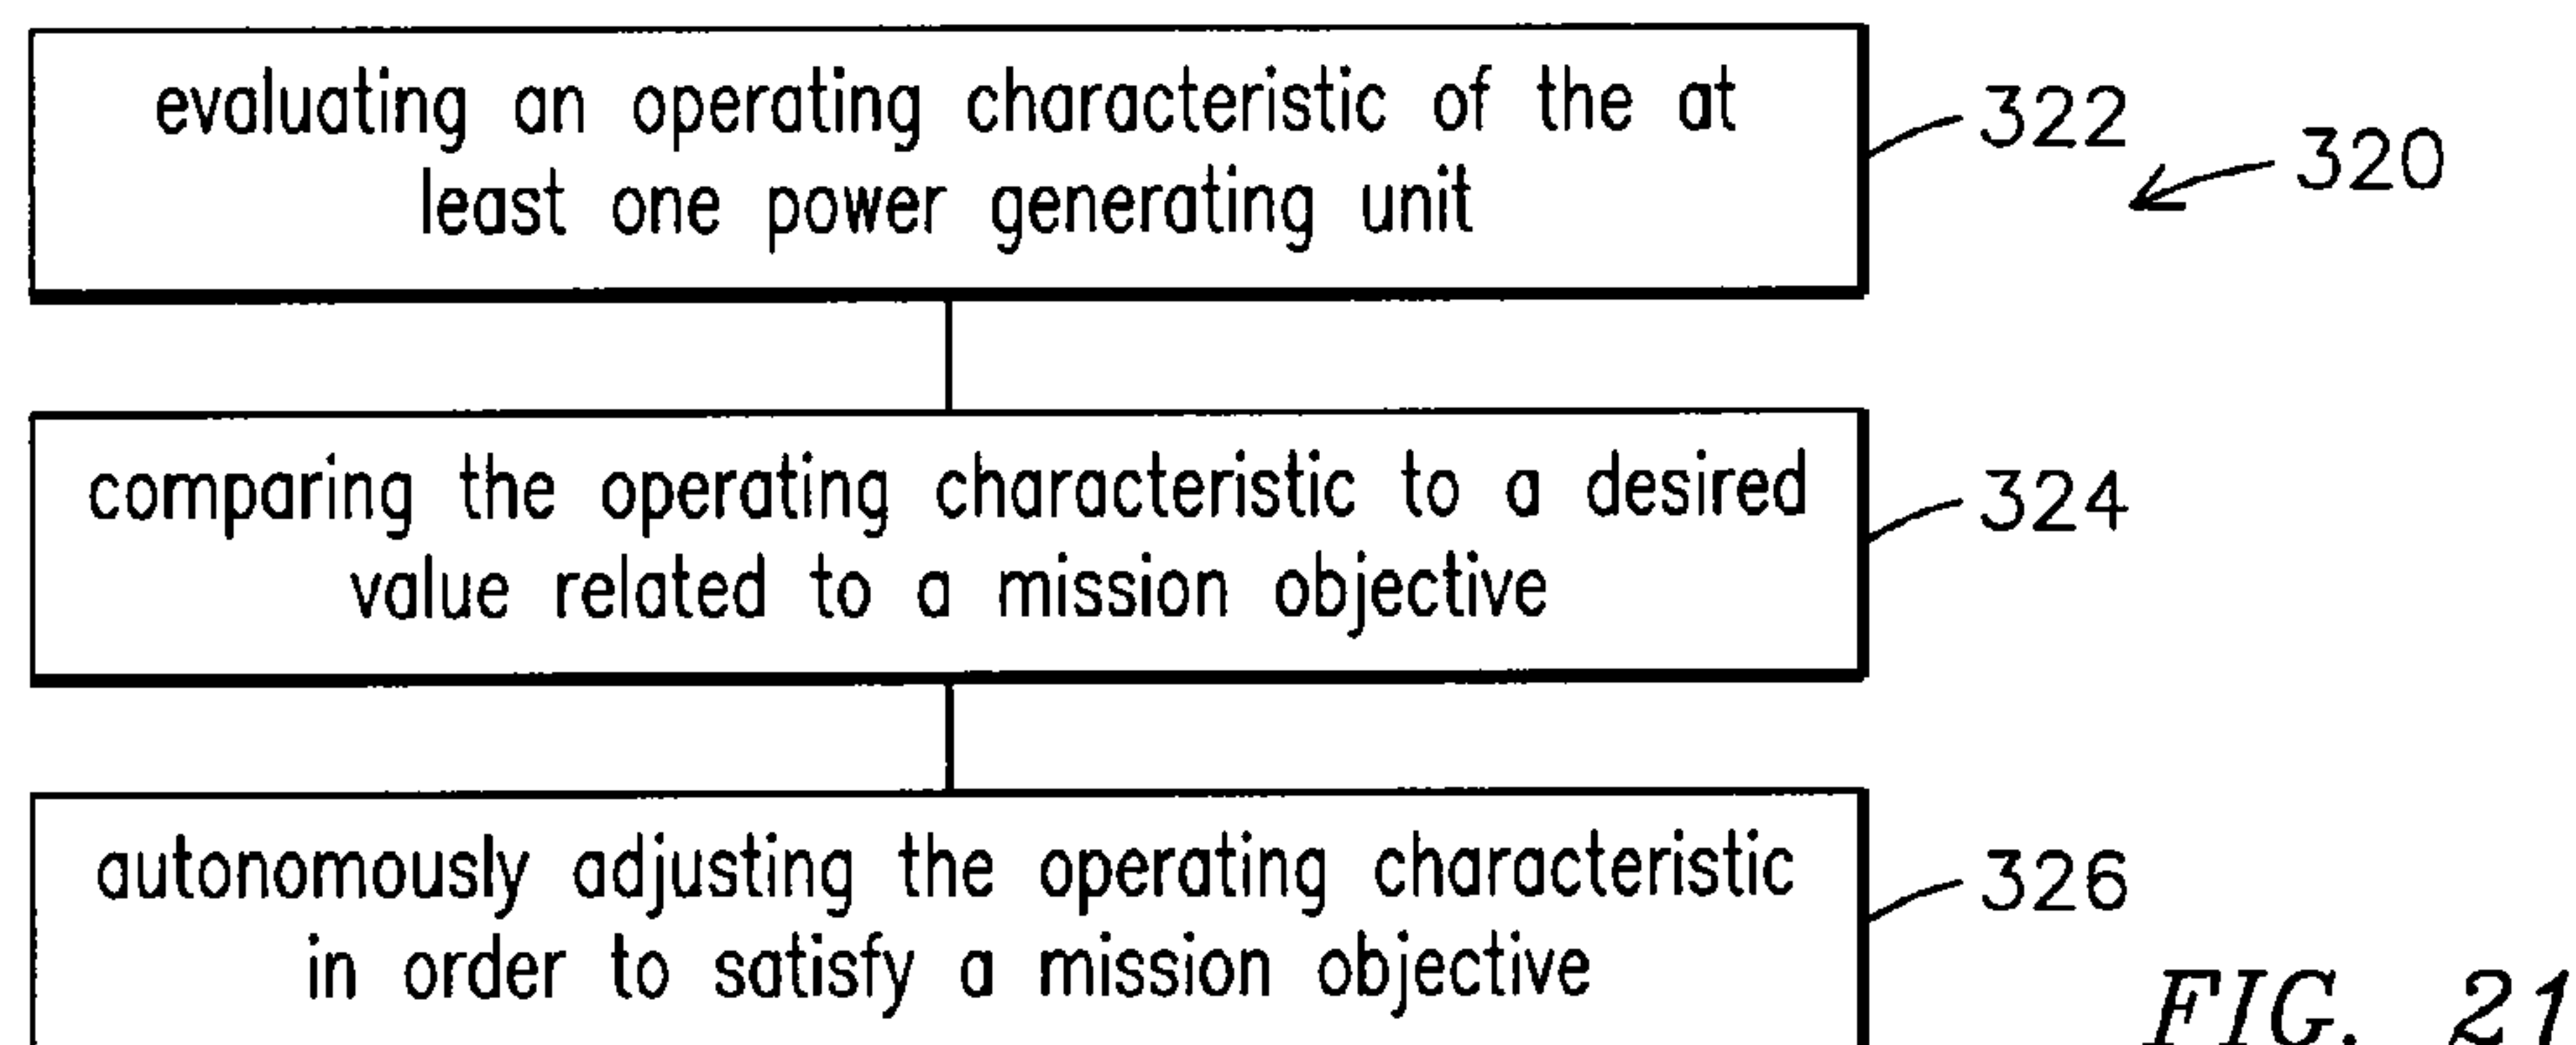 evaluating an operating characteristic of the at
least one power generating unit
322
320
comparing the operating characteristic to a desired
value related to a mission objective
324
autonomously adjusting the operating characteristic
in order to satisfy a mission objective
326
FIG. 21